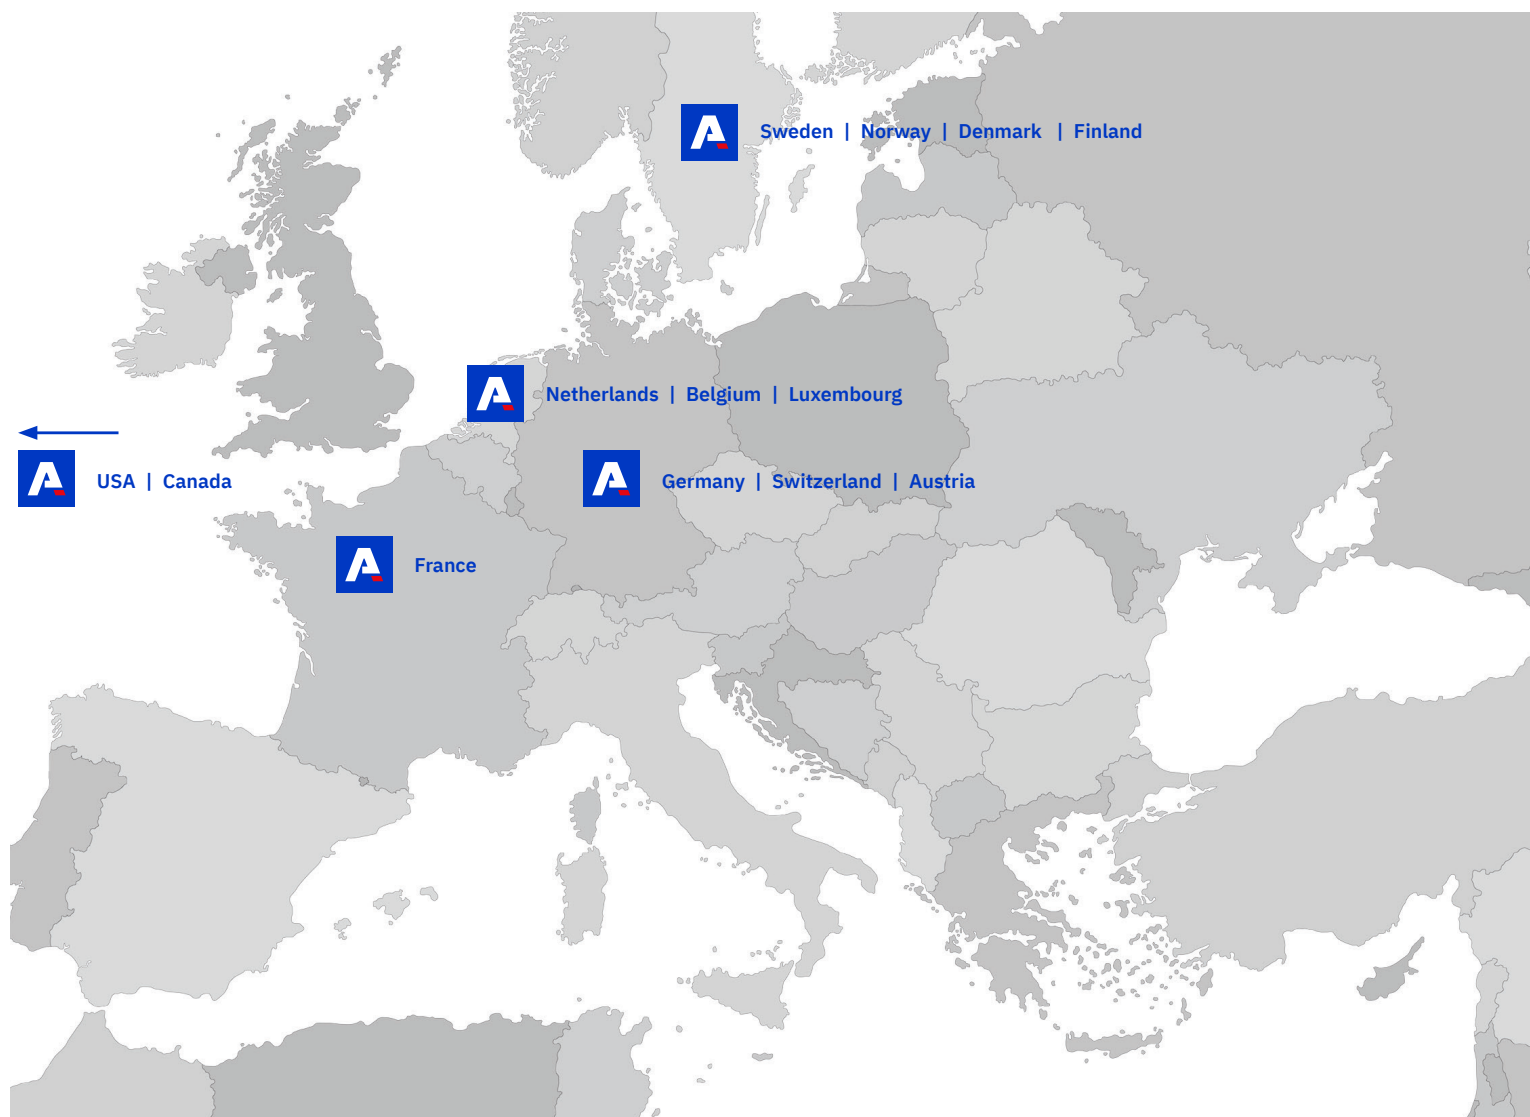 Sweden | Norway | Denmark | Finland
Netherlands | Belgium | Luxembourg
USA | Canada
Germany | Switzerland | Austria
France